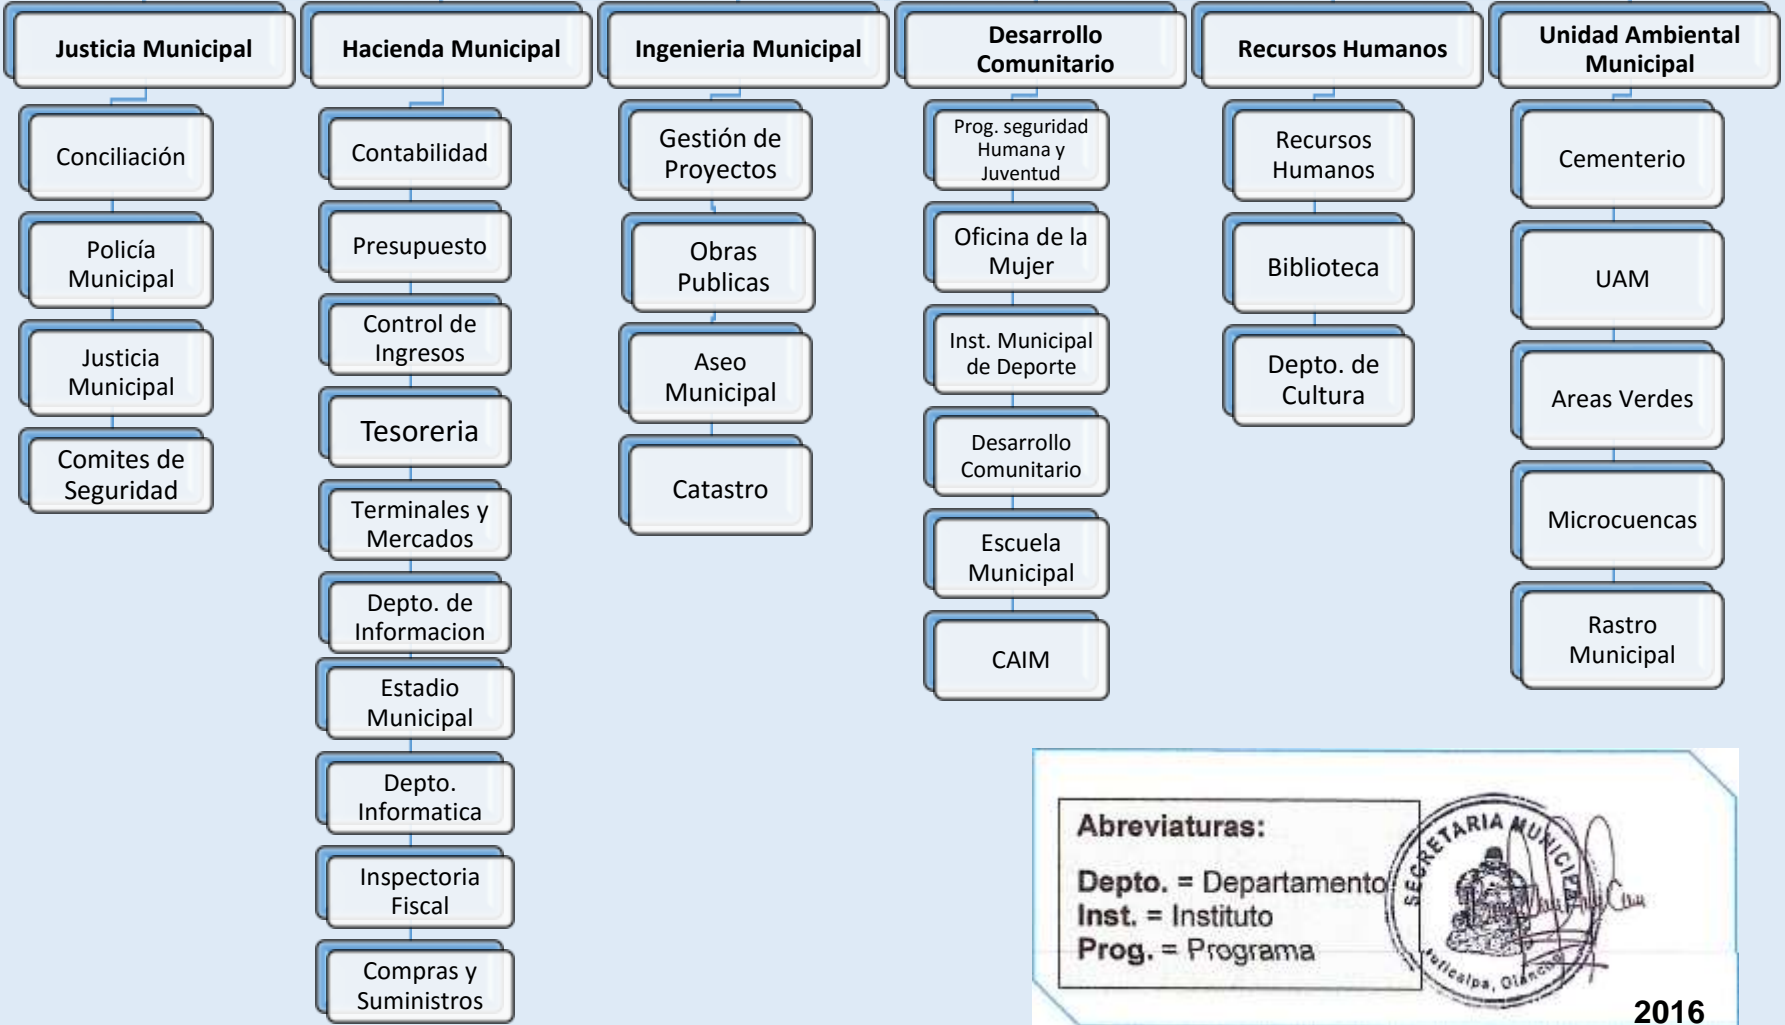 Justicia Municipal
Conciliación
Policía
Municipal
Justicia
Municipal
Comites de
Seguridad
Hacienda Municipal
Contabilidad
Presupuesto
Control de
Ingresos
Tesoreria
Terminales y
Mercados
Depto. de
Informacion
Estadio
Municipal
Depto.
Informatica
Inspectoria
Fiscal
Compras y
Suministros
Ingenieria Municipal
Gestión de
Proyectos
Obras
Publicas
Aseo
Municipal
Catastro
Desarrollo
Comunitario
Prog. seguridad
Humana y
Juventud
Oficina de la
Mujer
Inst. Municipal
de Deporte
Desarrollo
Comunitario
Escuela
Municipal
CAIM
Recursos Humanos
Recursos
Humanos
Biblioteca
Depto. de
Cultura
Unidad Ambiental
Municipal
Cementerio
UAM
Areas Verdes
Microcuencas
Rastro
Municipal
Abreviaturas:
Depto. = Departamento
Inst. = Instituto
Prog. = Programa
SECRETARIA MUNICIPAL
Juticalpa, Olancho
2016